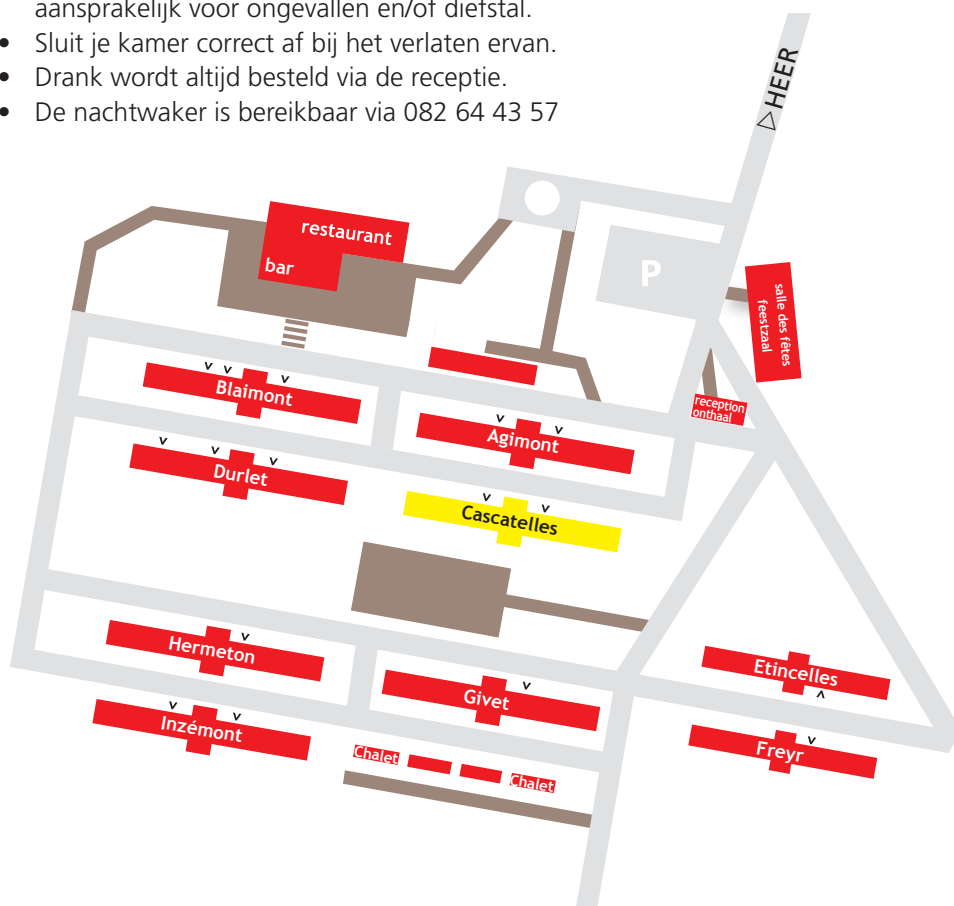 aansprakelijk voor ongevallen en/of diefstal.
• Sluit je kamer correct af bij het verlaten ervan.
• Drank wordt altijd besteld via de receptie.
• De nachtwaker is bereikbaar via 082 64 43 57
▷HEER
restaurant
bar
P
salle des fêtes
feestzaal
reception
onthaal
Blaimont
Agimont
Durlet
Cascatelles
Hermeton
Givet
Etincelles
Inzémont
Freyr
Chalet
Chalet